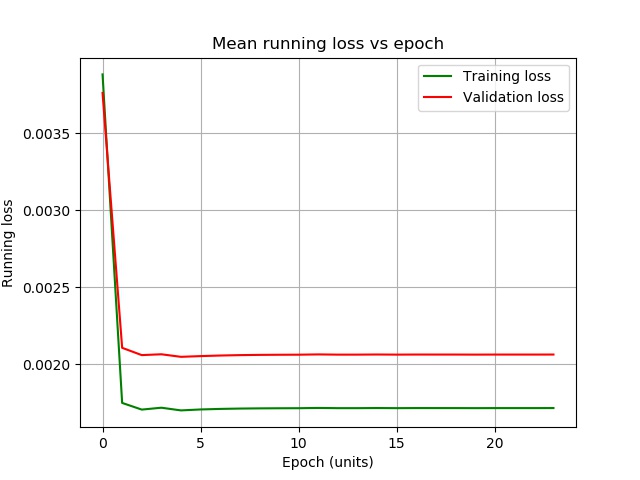 Mean running loss vs epoch
Training loss
Validation loss
0.0035
0.0030
0.0025
0.0020
Running loss
0 5 10 15 20
Epoch (units)